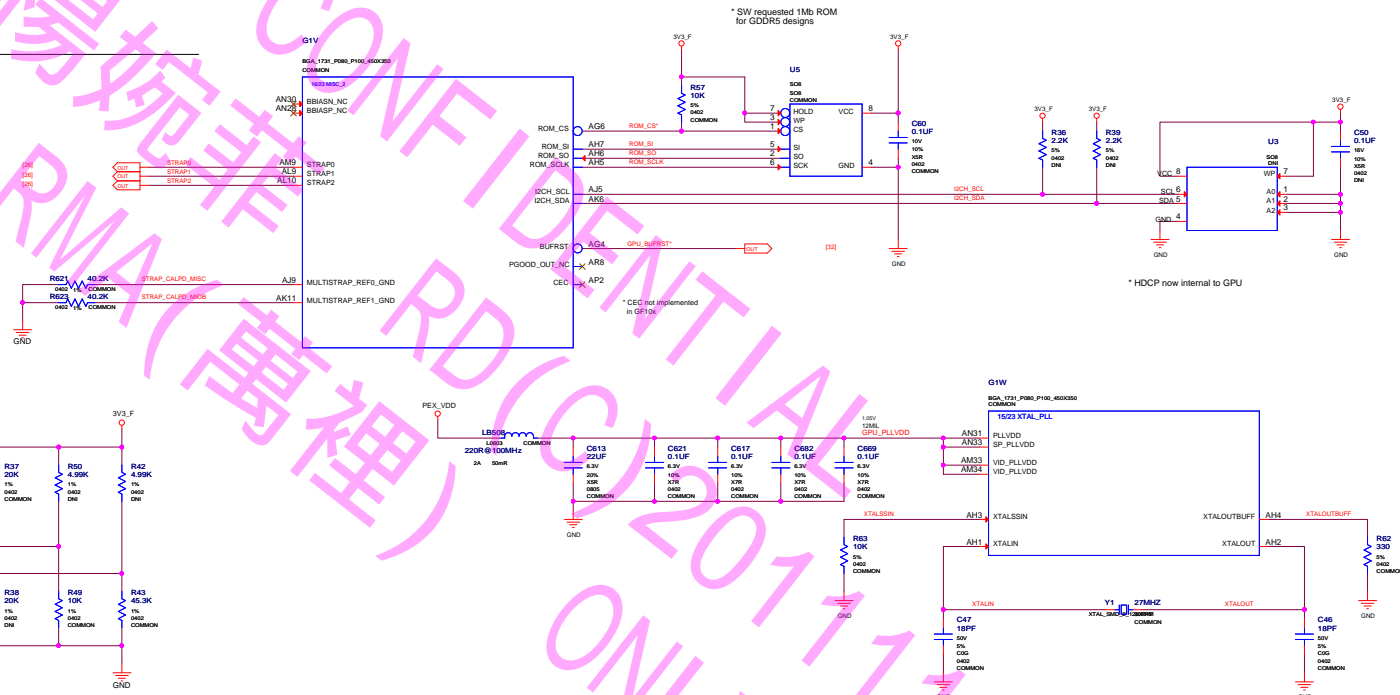 * SW requested 1Mb ROM
for GDDR5 designs
G1V
BGA_1731_P080_P100_450X350
COMMON
16/23 MISC_2
AN30
BBIASN_NC
BBIASP_NC
[26]
OUT
STRAP0
AM9
STRAP0
[26]
OUT
STRAP1
AL9
STRAP1
[26]
OUT
STRAP2
AL10
STRAP2
R621
40.2K
0402
1%
COMMON
STRAP_CALPD_MISC
AJ9
MULTISTRAP_REF0_GND
R623
40.2K
0402
1%
COMMON
STRAP_CALPD_MIOB
AK11
MULTISTRAP_REF1_GND
GND
ROM_CS
AG6
ROM_CS*
ROM_SI
AH7
ROM_SI
ROM_SO
AH6
ROM_SO
ROM_SCLK
AH5
ROM_SCLK
I2CH_SCL
AJ5
I2CH_SCL
I2CH_SDA
AK6
I2CH_SDA
BUFRST
AG4
GPU_BUFRST*
OUT
[32]
PGOOD_OUT_NC
AR8
CEC
AP2
* CEC not implemented
in GF10x
3V3_F
R57
10K
5%
0402
COMMON
U5
SO8
SO8
COMMON
7
HOLD
3
WP
1
CS
5
SI
2
SO
6
SCK
VCC
8
GND
4
3V3_F
C60
0.1UF
10V
10%
X5R
0402
COMMON
GND
3V3_F
R36
2.2K
5%
0402
DNI
3V3_F
R39
2.2K
5%
0402
DNI
U3
SO8
DNI
VCC
8
SCL
6
SDA
5
GND
4
WP
7
A0
1
A1
2
A2
3
3V3_F
C50
0.1UF
16V
10%
X5R
0402
DNI
GND
GND
* HDCP now internal to GPU
3V3_F
R37
20K
1%
0402
COMMON
R50
4.99K
1%
0402
DNI
R42
4.99K
1%
0402
DNI
R38
20K
1%
0402
DNI
R49
10K
1%
0402
COMMON
R43
45.3K
1%
0402
COMMON
GND
PEX_VDD
LB508
L0603
COMMON
220R@100MHz
2A
50mR
C613
22UF
6.3V
20%
X5R
0805
COMMON
C621
0.1UF
6.3V
10%
X7R
0402
COMMON
C617
0.1UF
6.3V
10%
X7R
0402
COMMON
C682
0.1UF
6.3V
10%
X7R
0402
COMMON
C669
0.1UF
6.3V
10%
X7R
0402
COMMON
GND
1.05V
12MIL
GPU_PLLVDD
G1W
BGA_1731_P080_P100_450X350
COMMON
15/23 XTAL_PLL
AN31
PLLVDD
AN33
SP_PLLVDD
AM33
VID_PLLVDD
AM34
VID_PLLVDD
XTALSSIN
AH3
XTALSSIN
AH1
XTALIN
XTALOUTBUFF
AH4
XTALOUTBUFF
XTALOUT
AH2
R63
10K
5%
0402
COMMON
GND
R62
330
5%
0402
COMMON
GND
XTALIN
Y1
27MHZ
COMMON
XTALOUT
C47
18PF
50V
5%
C0G
0402
COMMON
C46
18PF
50V
5%
C0G
0402
COMMON
CONFIDENTIAL
婉菲
RMA(萬裡)
RD(C)201111